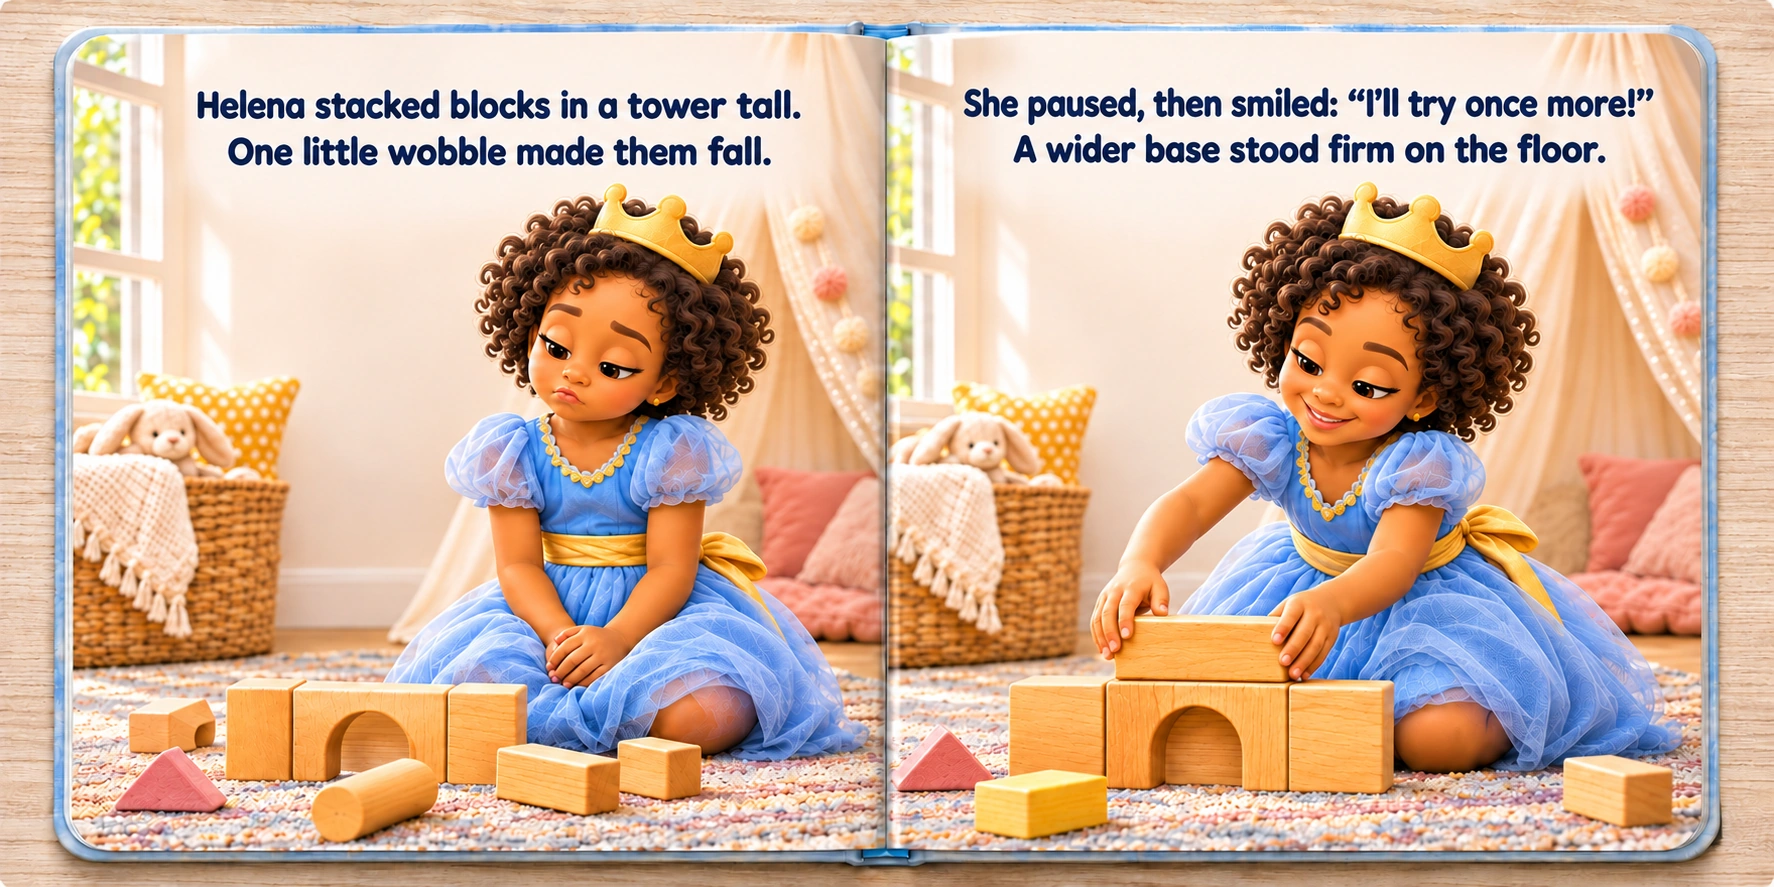 Helena stacked blocks in a tower tall.
One little wobble made them fall.
She paused, then smiled: “I’ll try once more!”
A wider base stood firm on the floor.